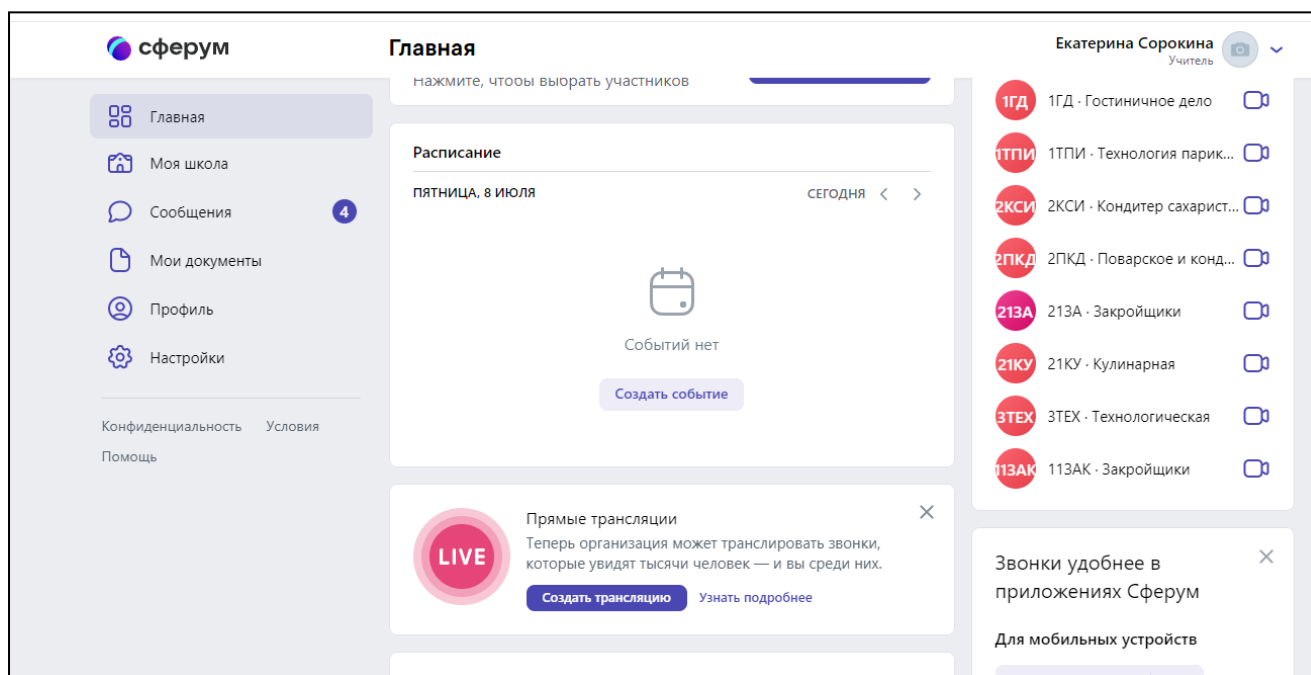 сферум
Главная
Екатерина Сорокина
Учитель
Главная
Моя школа
Сообщения
4
Мои документы
Профиль
Настройки
Конфиденциальность Условия
Помощь
Нажмите, чтобы выбрать участников
Расписание
ПЯТНИЦА, 8 ИЮЛЯ
СЕГОДНЯ
Событий нет
Создать событие
LIVE
Прямые трансляции
Теперь организация может транслировать звонки,
которые увидят тысячи человек — и вы среди них.
Создать трансляцию Узнать подробнее
1ГД 1ГД · Гостиничное дело
1ТПИ 1ТПИ · Технология парик...
2КСИ 2КСИ · Кондитер сахарист...
2ПКД 2ПКД · Поварское и конд...
213А 213А · Закройщики
21КУ 21КУ · Кулинарная
3ТЕХ 3ТЕХ · Технологическая
113АК 113АК · Закройщики
Звонки удобнее в
приложениях Сферум
Для мобильных устройств